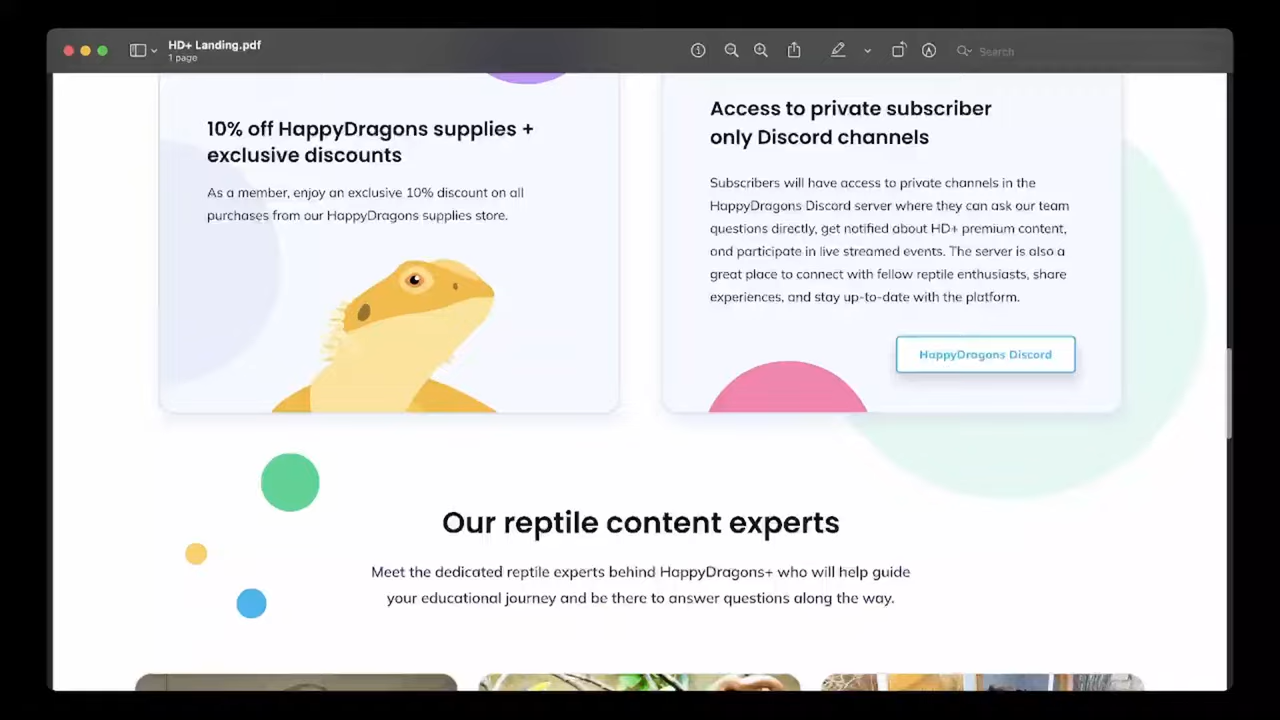 HD+ Landing.pdf
1 page
Search
10% off HappyDragons supplies +
exclusive discounts
As a member, enjoy an exclusive 10% discount on all
purchases from our HappyDragons supplies store.
Access to private subscriber
only Discord channels
Subscribers will have access to private channels in the
HappyDragons Discord server where they can ask our team
questions directly, get notified about HD+ premium content,
and participate in live streamed events. The server is also a
great place to connect with fellow reptile enthusiasts, share
experiences, and stay up-to-date with the platform.
HappyDragons Discord
Our reptile content experts
Meet the dedicated reptile experts behind HappyDragons+ who will help guide
your educational journey and be there to answer questions along the way.